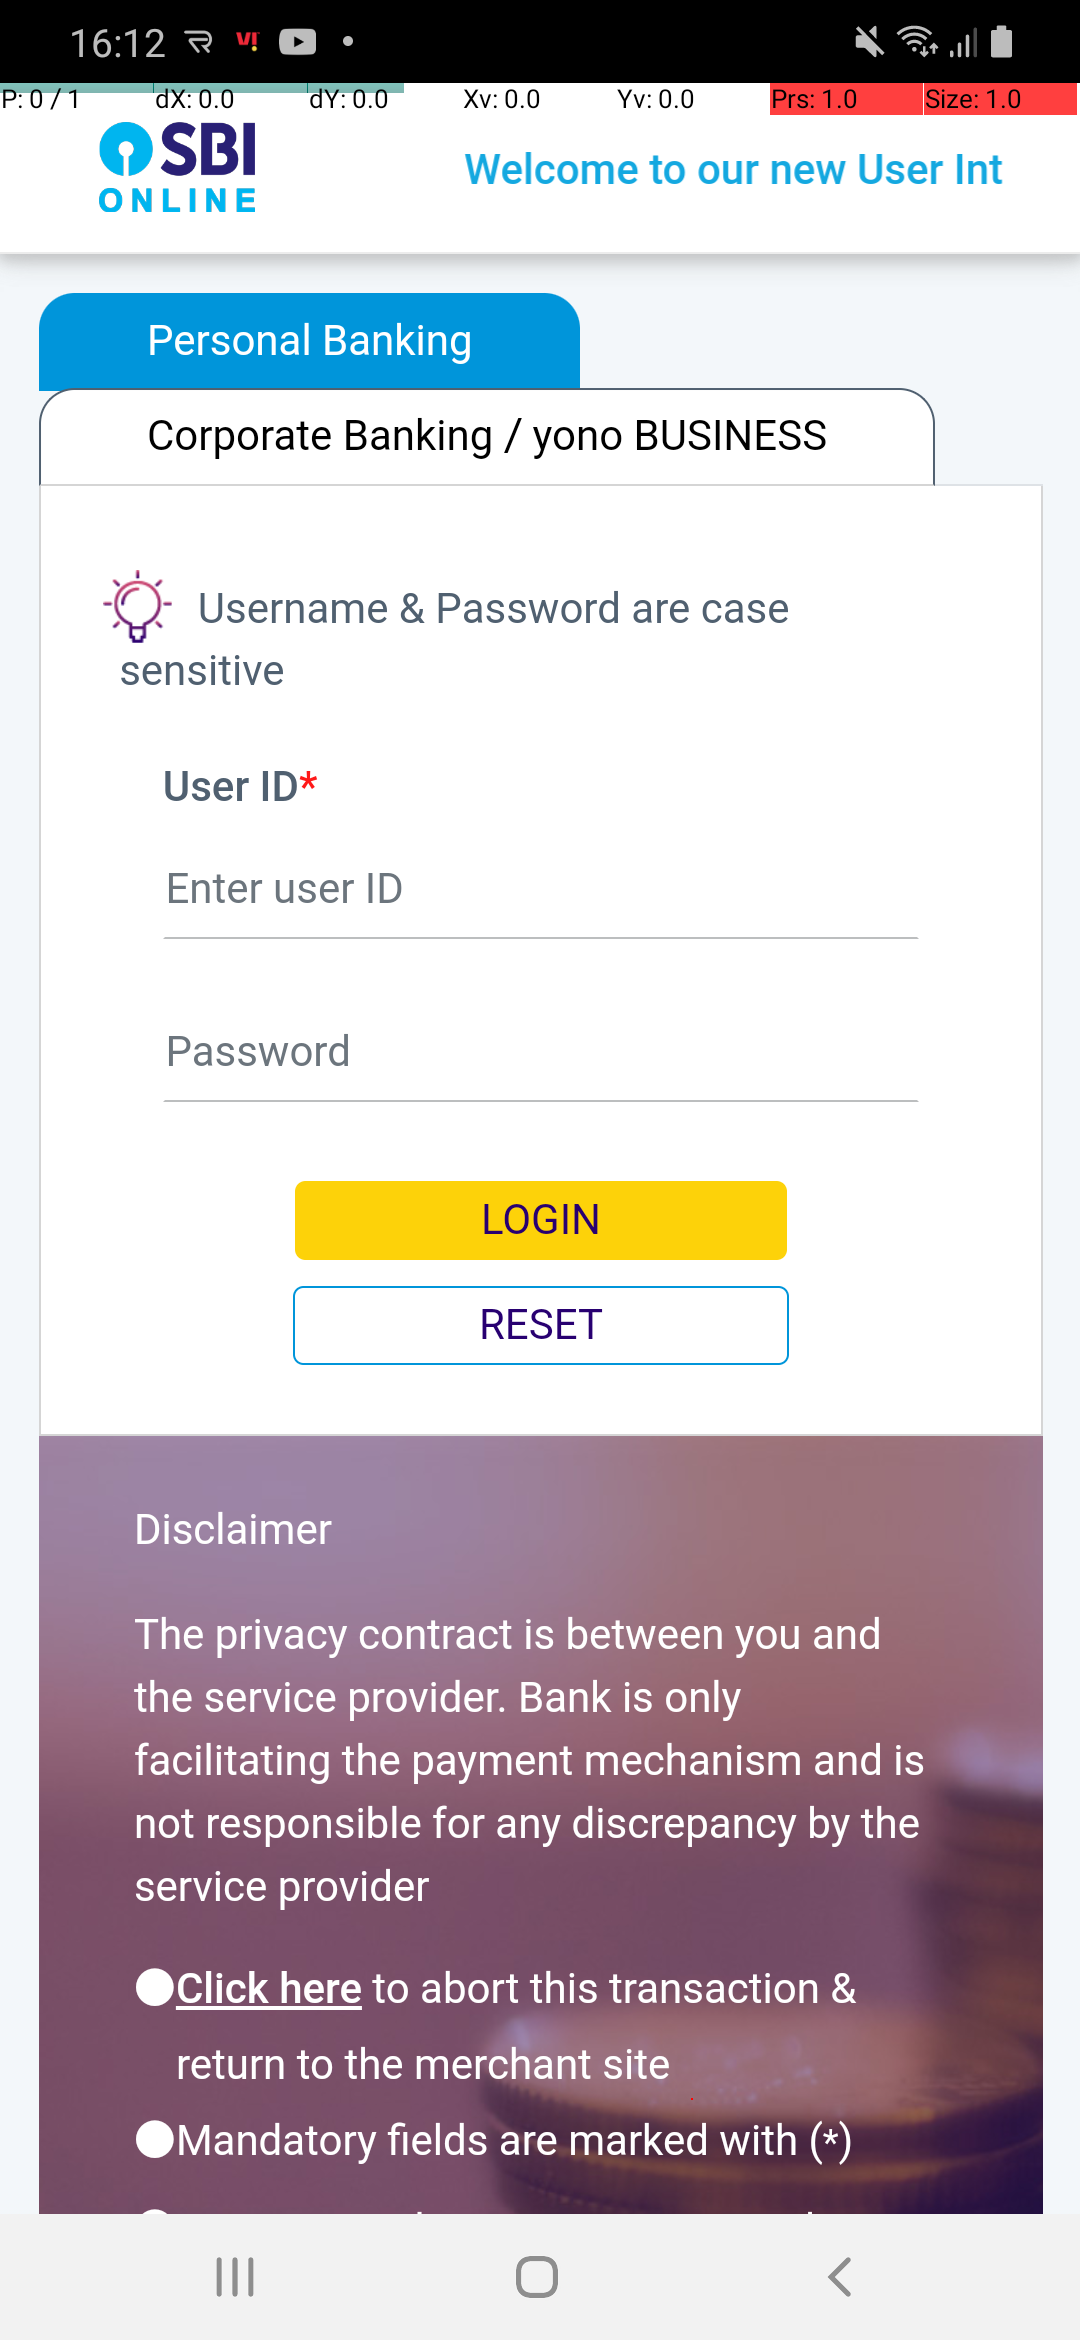 16:12
P: 0 / 1 dX: 0.0 dY: 0.0 Xv: 0.0 Yv: 0.0 Prs: 1.0 Size: 1.0
SBI
ONLINE
Welcome to our new User Int
Personal Banking
Corporate Banking / yono BUSINESS
Username & Password are case
sensitive
User ID*
Enter user ID
Password
LOGIN
RESET
Disclaimer
The privacy contract is between you and
the service provider. Bank is only
facilitating the payment mechanism and is
not responsible for any discrepancy by the
service provider
Click here to abort this transaction &
return to the merchant site
Mandatory fields are marked with (*)